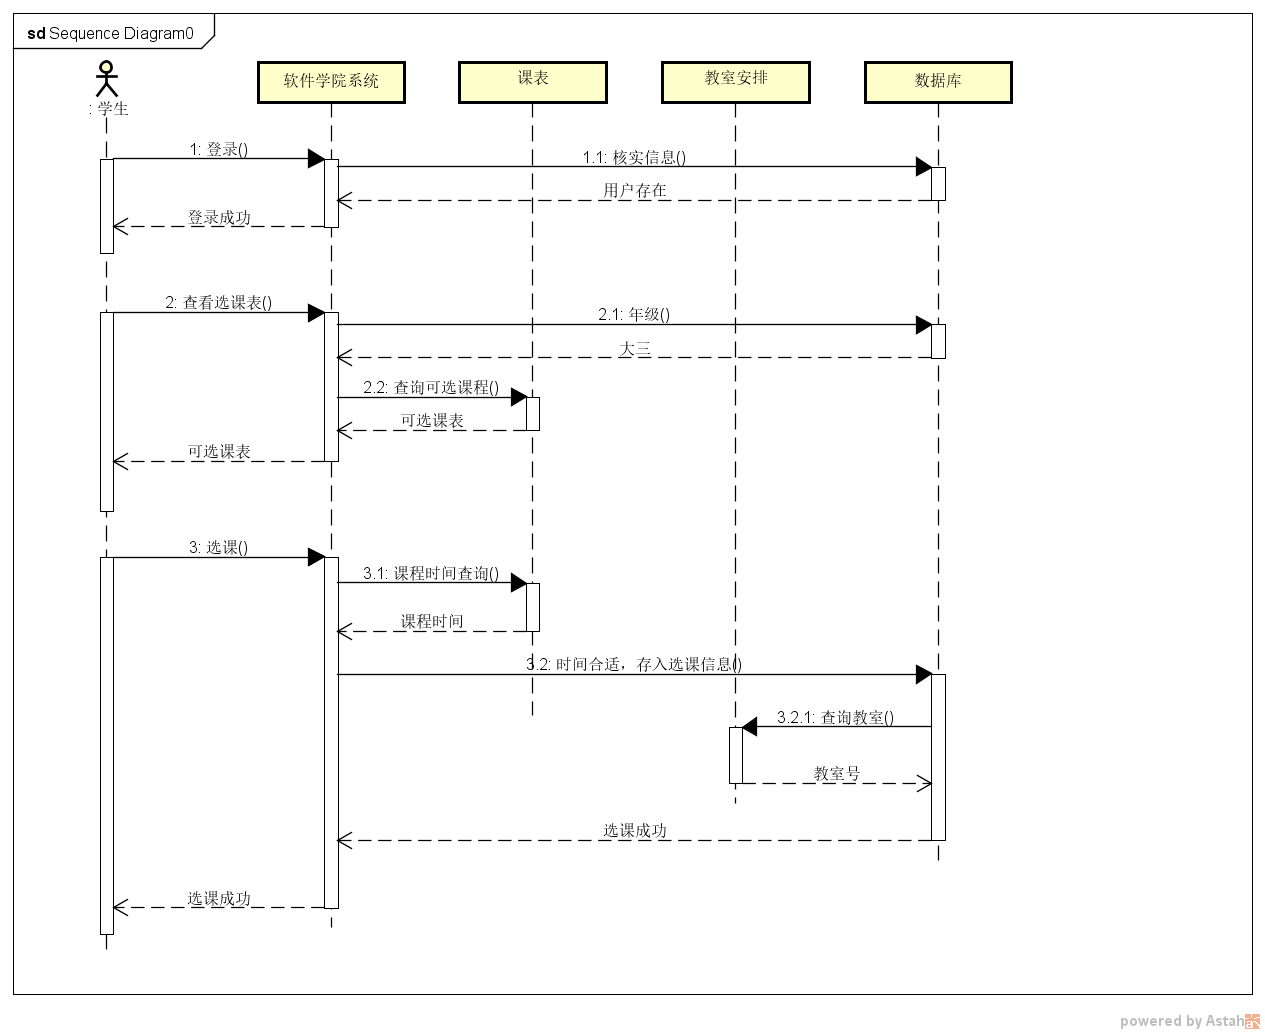 sd Sequence Diagram0
: 学生
软件学院系统
课表
教室安排
数据库
1: 登录()
1.1: 核实信息()
用户存在
登录成功
2: 查看选课表()
2.1: 年级()
大三
2.2: 查询可选课程()
可选课表
可选课表
3: 选课()
3.1: 课程时间查询()
课程时间
3.2: 时间合适，存入选课信息()
3.2.1: 查询教室()
教室号
选课成功
选课成功
powered by Astah